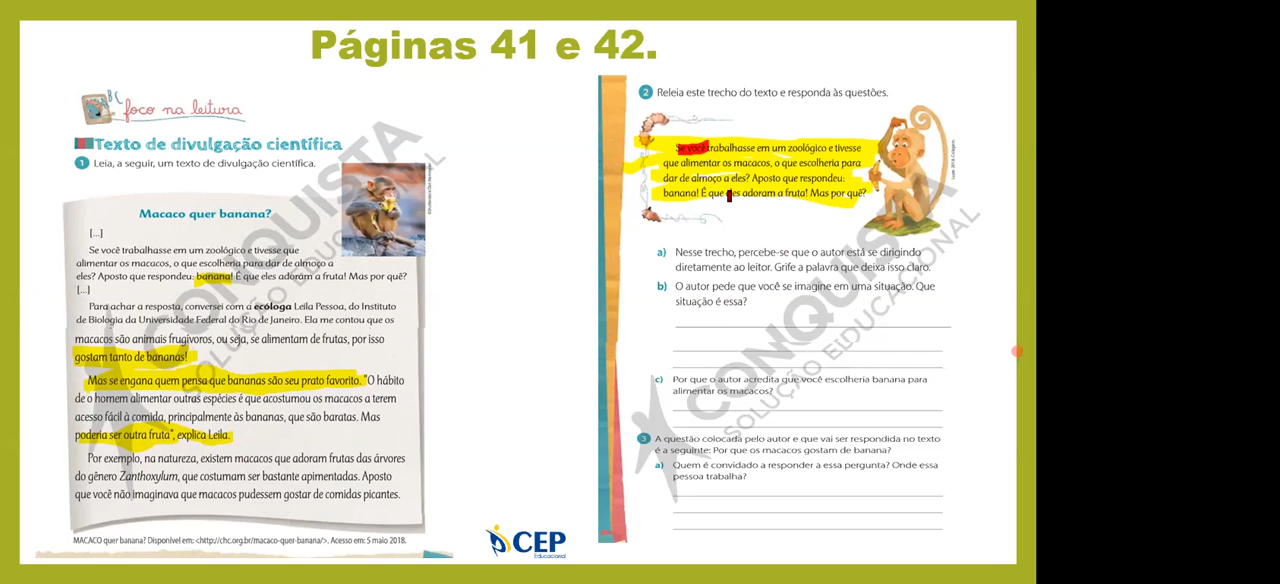 Páginas 41 e 42.
ABC
foco na leitura
Texto de divulgação científica
1 Leia, a seguir, um texto de divulgação científica.
Macaco quer banana?
[...]
Se você trabalhasse em um zoológico e tivesse que
alimentar os macacos, o que escolheria para dar de almoço a
eles? Aposto que respondeu: banana! É que eles adoram a fruta! Mas por quê?
[...]
Para achar a resposta, conversei com a ecóloga Leila Pessoa, do Instituto
de Biologia da Universidade Federal do Rio de Janeiro. Ela me contou que os
macacos são animais frugívoros, ou seja, se alimentam de frutas, por isso
gostam tanto de bananas!
Mas se engana quem pensa que bananas são seu prato favorito. "O hábito
de o homem alimentar outras espécies é que acostumou os macacos a terem
acesso fácil à comida, principalmente às bananas, que são baratas. Mas
poderia ser outra fruta", explica Leila.
Por exemplo, na natureza, existem macacos que adoram frutas das árvores
do gênero Zanthoxylum, que costumam ser bastante apimentadas. Aposto
que você não imaginava que macacos pudessem gostar de comidas picantes.
MACACO quer banana? Disponível em: <http://chc.org.br/macaco-quer-banana/>. Acesso em: 5 maio 2018.
CEP
Educacional
2 Releia este trecho do texto e responda às questões.
Se você trabalhasse em um zoológico e tivesse
que alimentar os macacos, o que escolheria para
dar de almoço a eles? Aposto que respondeu:
banana! É que eles adoram a fruta! Mas por quê?
a) Nesse trecho, percebe-se que o autor está se dirigindo
diretamente ao leitor. Grife a palavra que deixa isso claro.
b) O autor pede que você se imagine em uma situação. Que
situação é essa?
c) Por que o autor acredita que você escolheria banana para
alimentar os macacos?
3 A questão colocada pelo autor e que vai ser respondida no texto
é a seguinte: Por que os macacos gostam de banana?
a) Quem é convidado a responder a essa pergunta? Onde essa
pessoa trabalha?
CONQUISTA
SOLUÇÃO EDUCACIONAL
CONQUISTA
SOLUÇÃO EDUCACIONAL